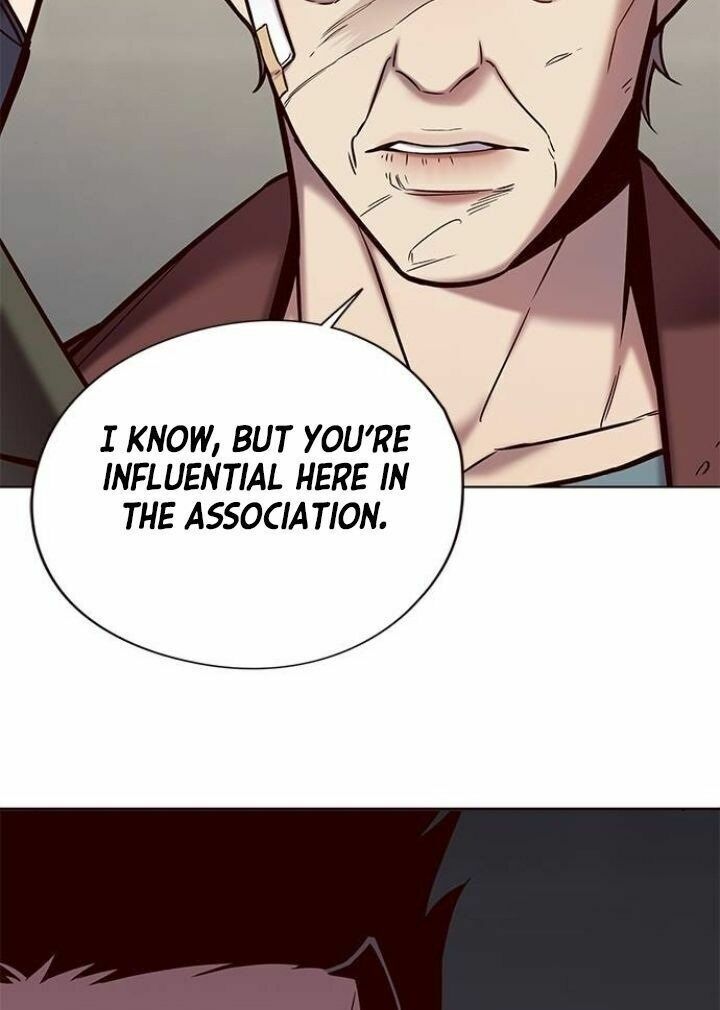 I KNOW, BUT YOU'RE
INFLUENTIAL HERE IN
THE ASSOCIATION.